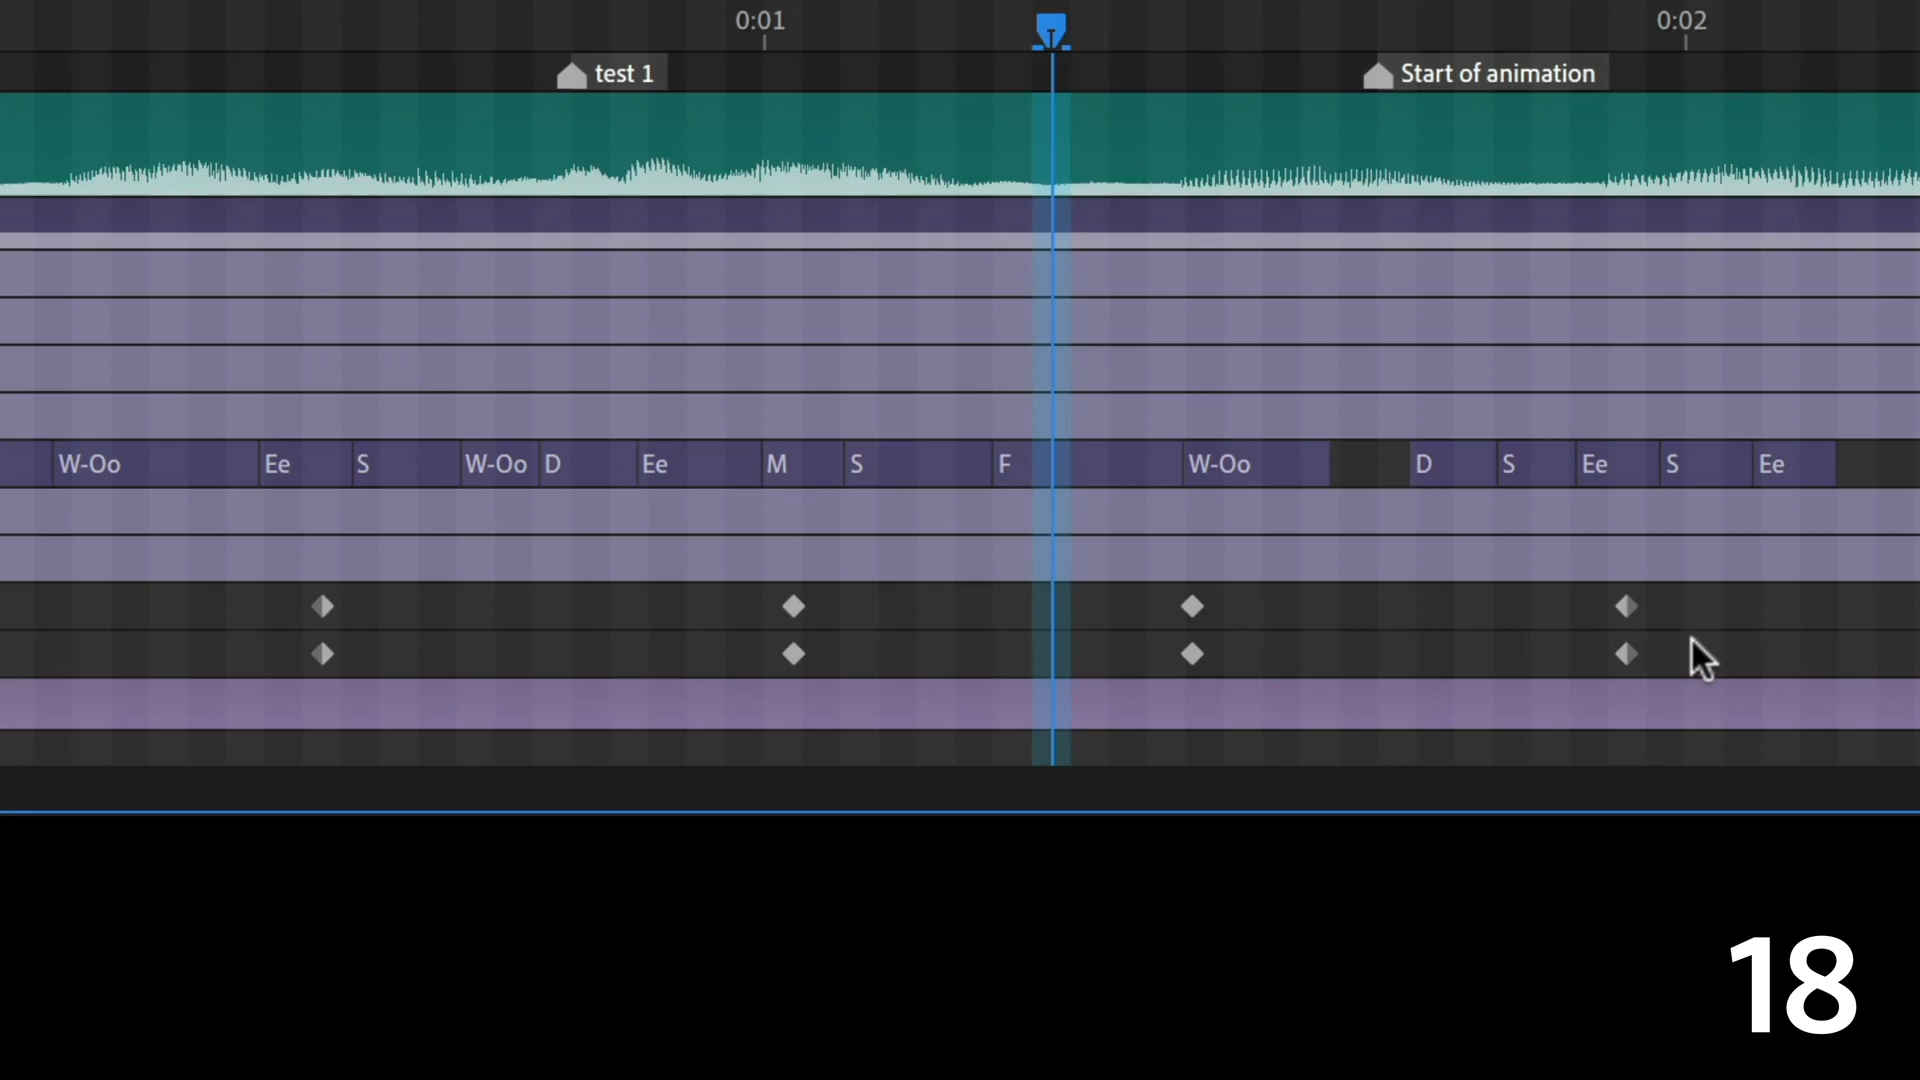 0:01 0:02
test 1 Start of animation
W-Oo Ee S W-Oo D Ee M S F W-Oo D S Ee S Ee
18